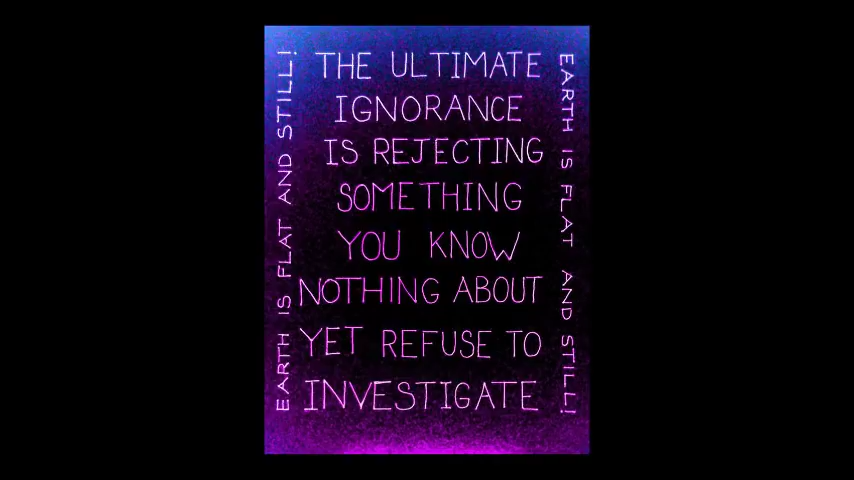 EARTH IS FLAT AND STILL!
THE ULTIMATE
IGNORANCE
IS REJECTING
SOMETHING
YOU KNOW
NOTHING ABOUT
YET REFUSE TO
INVESTIGATE
EARTH IS FLAT AND STILL!